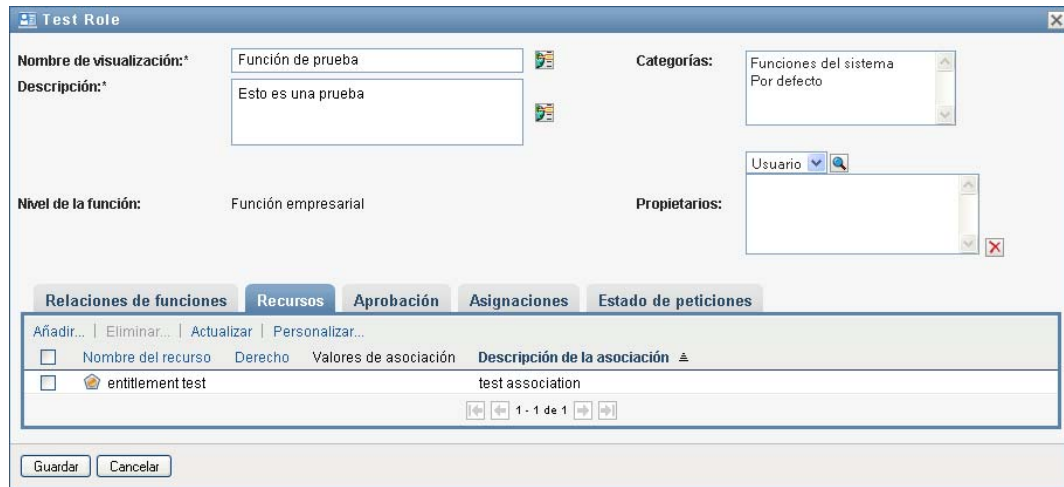 Test Role
Nombre de visualización:*
Función de prueba
Categorías:
Funciones del sistema
Por defecto
Descripción:*
Esto es una prueba
Usuario
Nivel de la función:
Función empresarial
Propietarios:
Relaciones de funciones Recursos Aprobación Asignaciones Estado de peticiones
Añadir... | Eliminar... | Actualizar | Personalizar...
Nombre del recurso Derecho Valores de asociación Descripción de la asociación
entitlement test test association
1 - 1 de 1
Guardar Cancelar